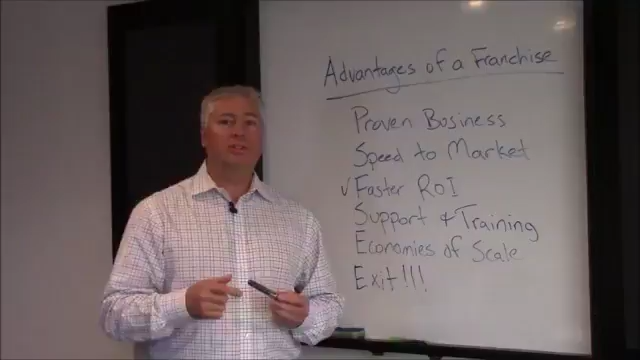 Advantages of a Franchise
Proven Business
Speed to Market
✓ Faster ROI
Support & Training
Economies of Scale
Exit!!!